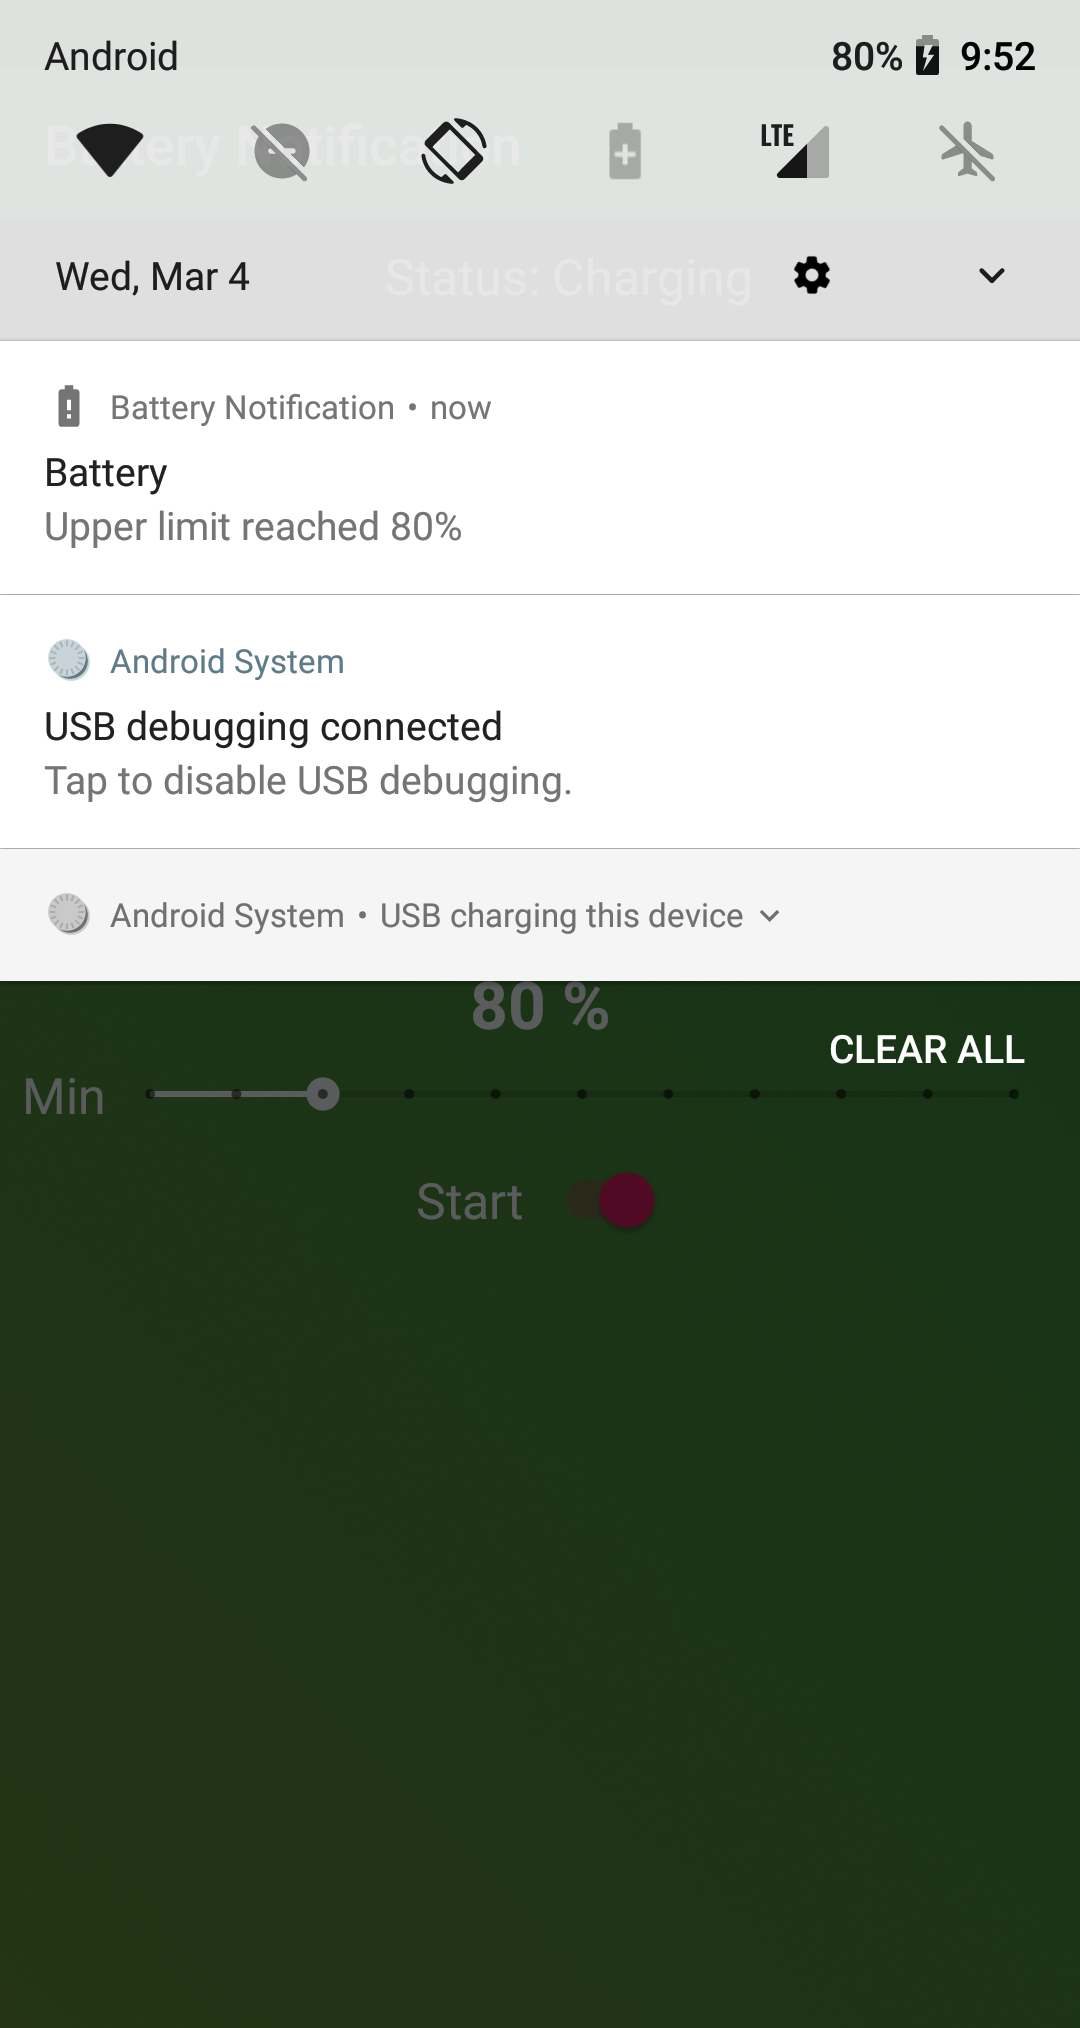 Android 80% 9:52
Battery Notification
LTE
Wed, Mar 4 Status: Charging
Battery Notification • now
Battery
Upper limit reached 80%
Android System
USB debugging connected
Tap to disable USB debugging.
Android System • USB charging this device
80 %
CLEAR ALL
Min
Start